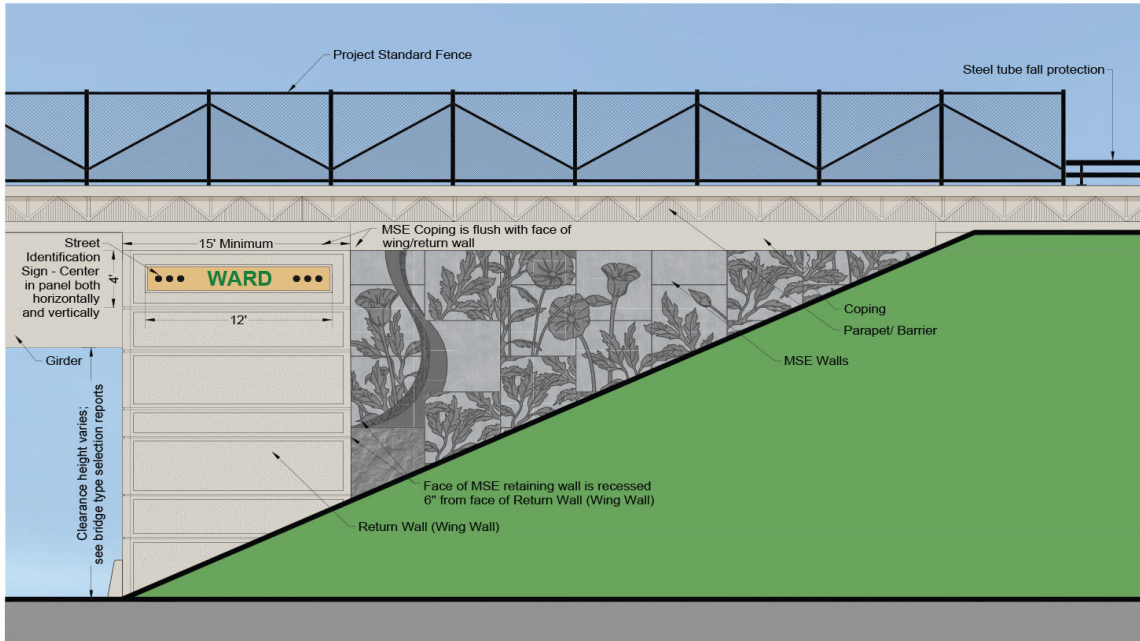 Project Standard Fence
Steel tube fall protection
MSE Coping is flush with face of
wing/return wall
Street
Identification
Sign - Center
in panel both
horizontally
and vertically
15' Minimum
4'
WARD
12'
Girder
Coping
Parapet/ Barrier
MSE Walls
Clearance height varies;
see bridge type selection reports
Face of MSE retaining wall is recessed
6" from face of Return Wall (Wing Wall)
Return Wall (Wing Wall)